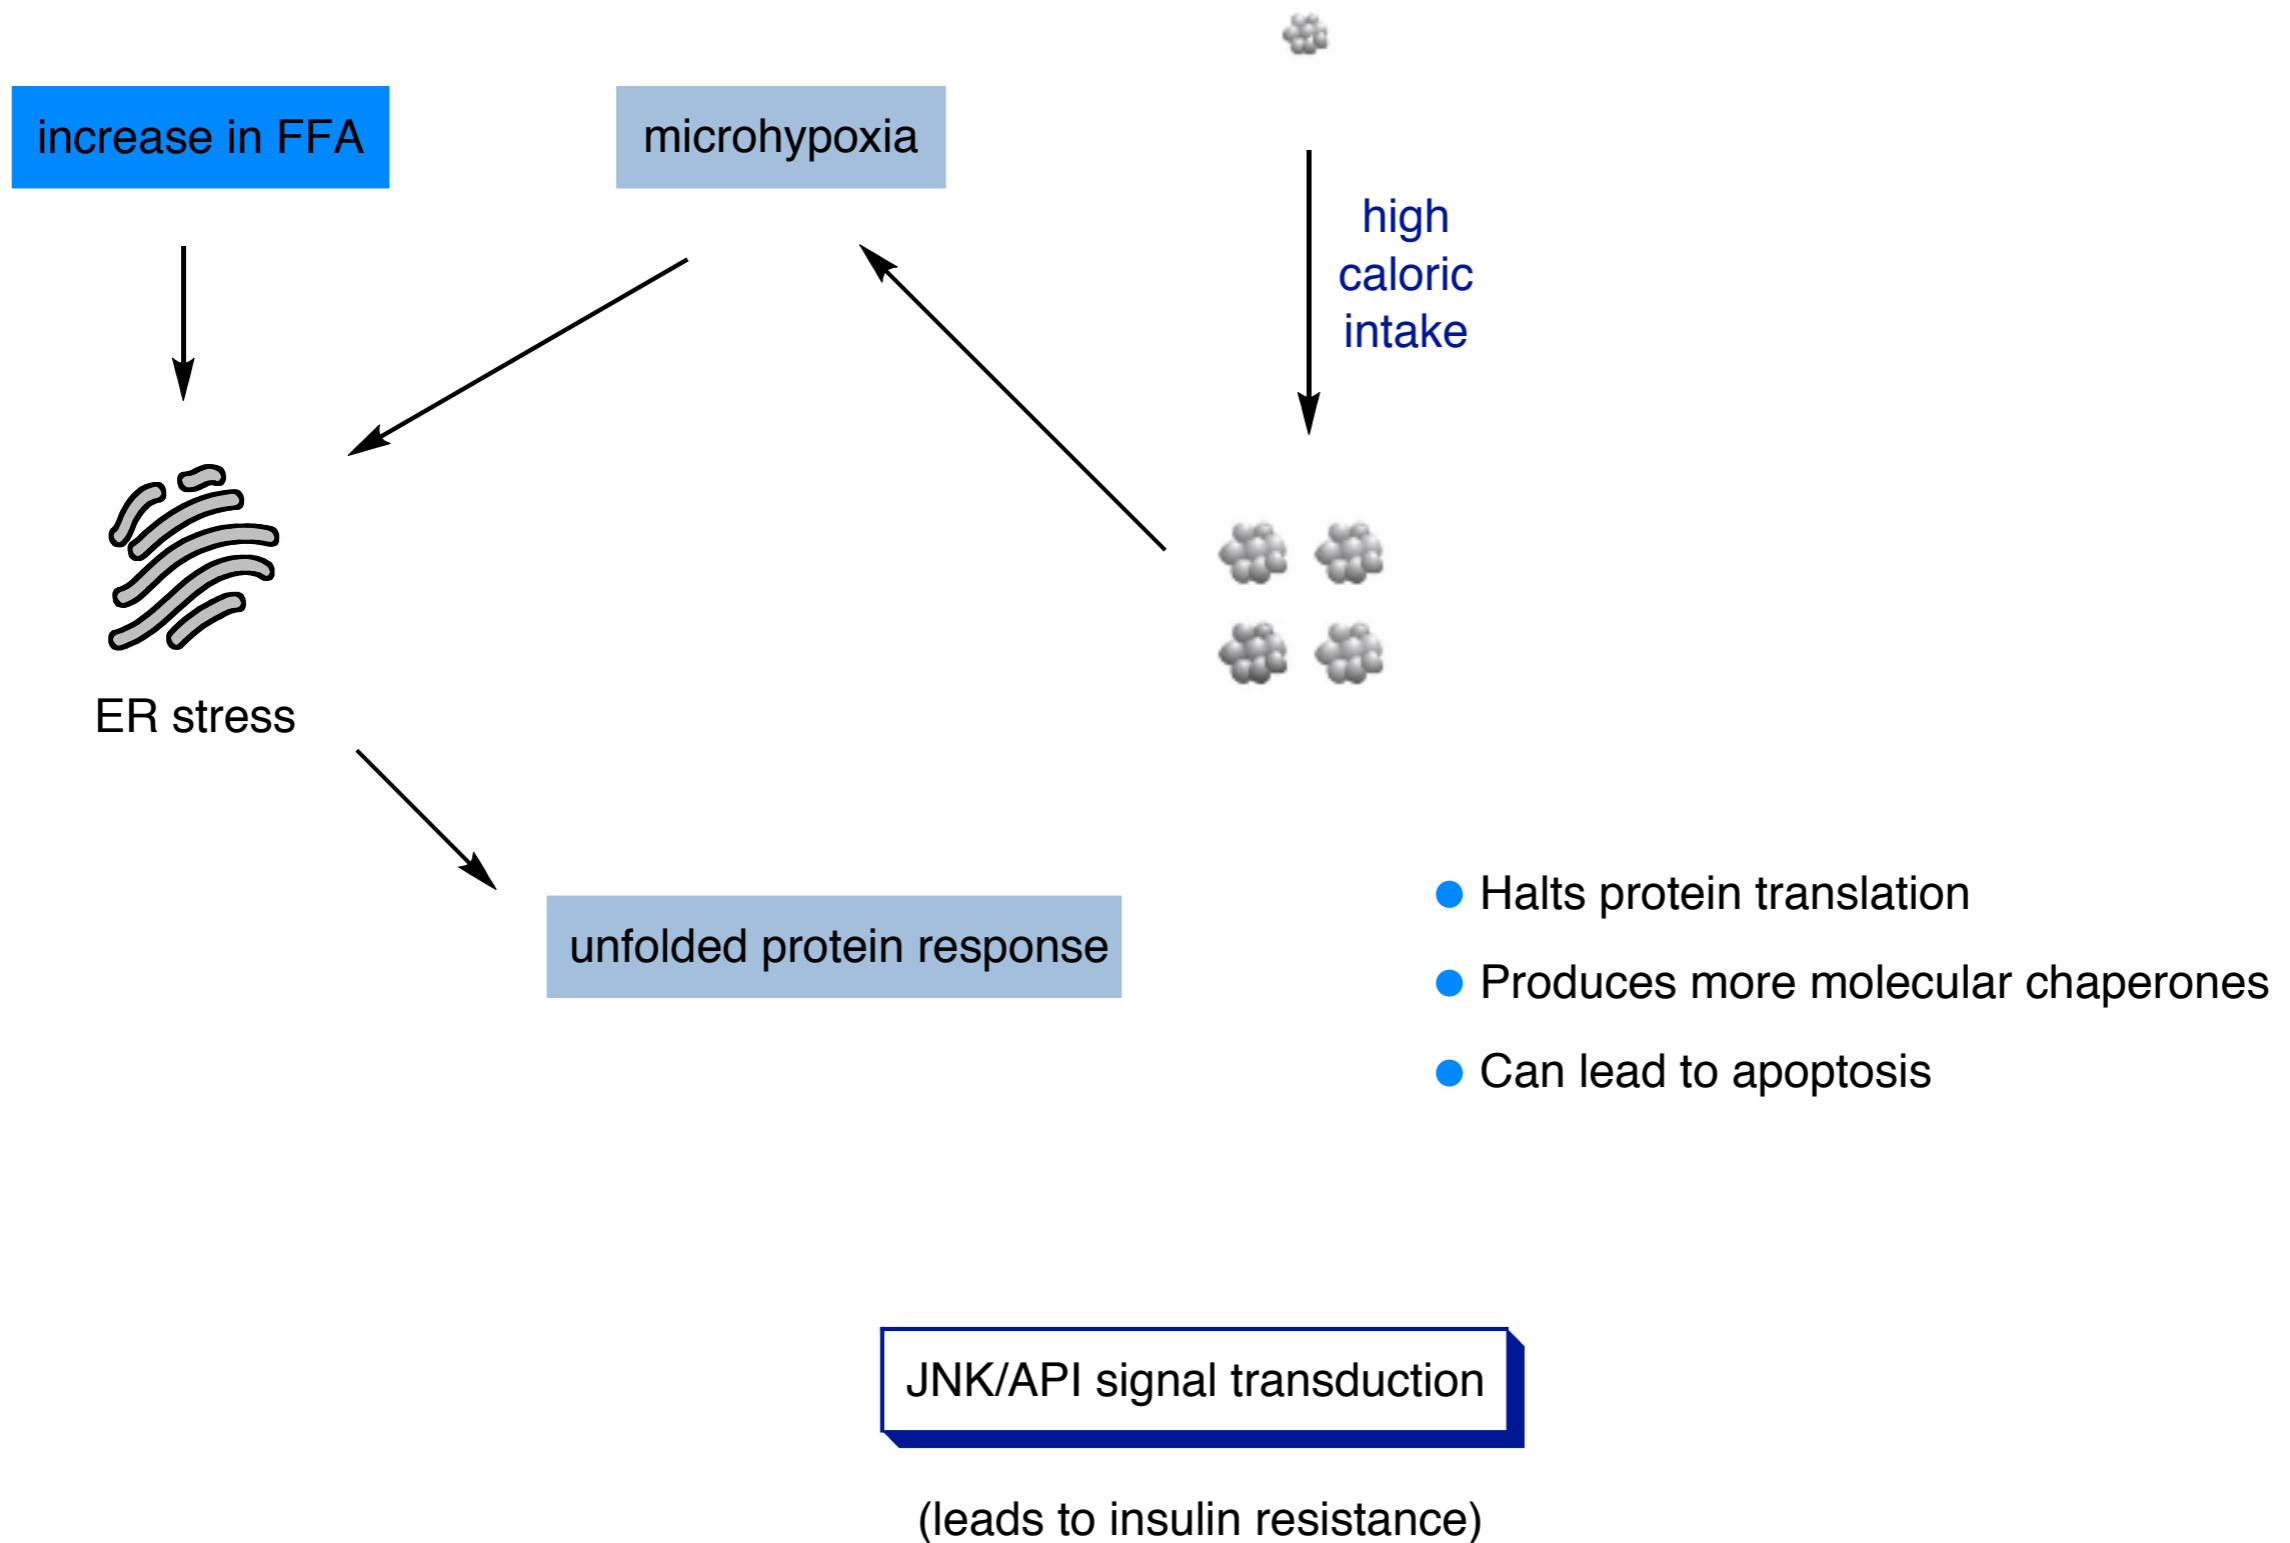 increase in FFA
microhypoxia
high
caloric
intake
ER stress
unfolded protein response
Halts protein translation
Produces more molecular chaperones
Can lead to apoptosis
JNK/API signal transduction
(leads to insulin resistance)